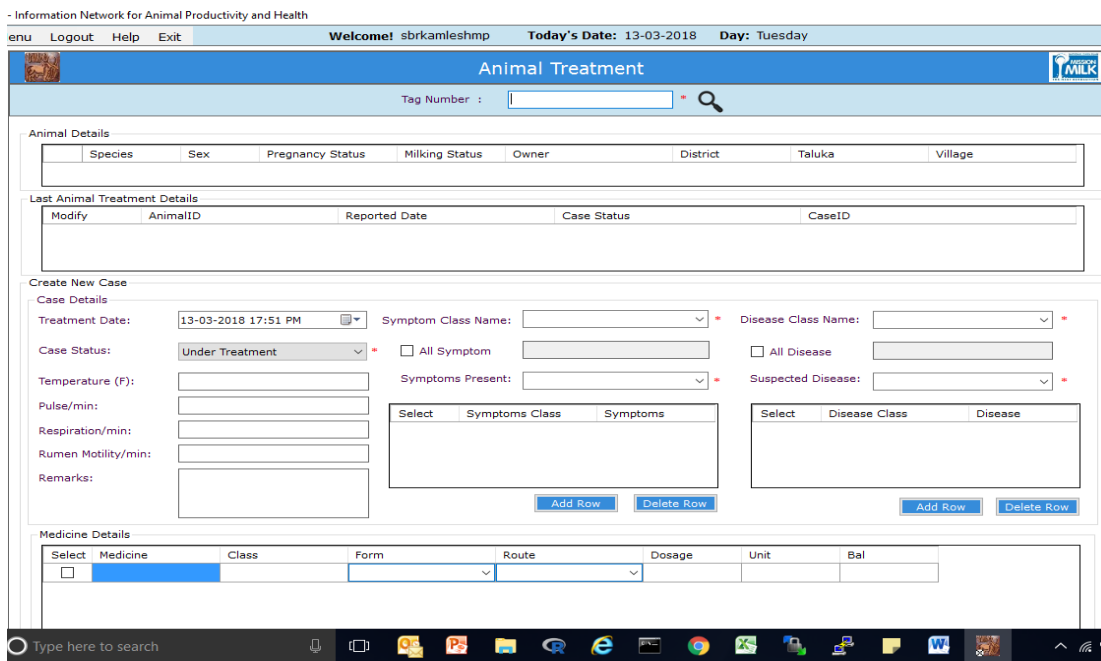 - Information Network for Animal Productivity and Health
enu Logout Help Exit Welcome! sbrkamleshmp Today's Date: 13-03-2018 Day: Tuesday
Animal Treatment
MISSION
MILK
Tag Number : *
Animal Details
Species Sex Pregnancy Status Milking Status Owner District Taluka Village
Last Animal Treatment Details
Modify AnimalID Reported Date Case Status CaseID
Create New Case
Case Details
Treatment Date: 13-03-2018 17:51 PM Symptom Class Name: * Disease Class Name: *
Case Status: Under Treatment * All Symptom All Disease
Temperature (F): Symptoms Present: * Suspected Disease: *
Pulse/min: Select Symptoms Class Symptoms Select Disease Class Disease
Respiration/min:
Rumen Motility/min:
Remarks:
Add Row Delete Row Add Row Delete Row
Medicine Details
Select Medicine Class Form Route Dosage Unit Bal
Type here to search